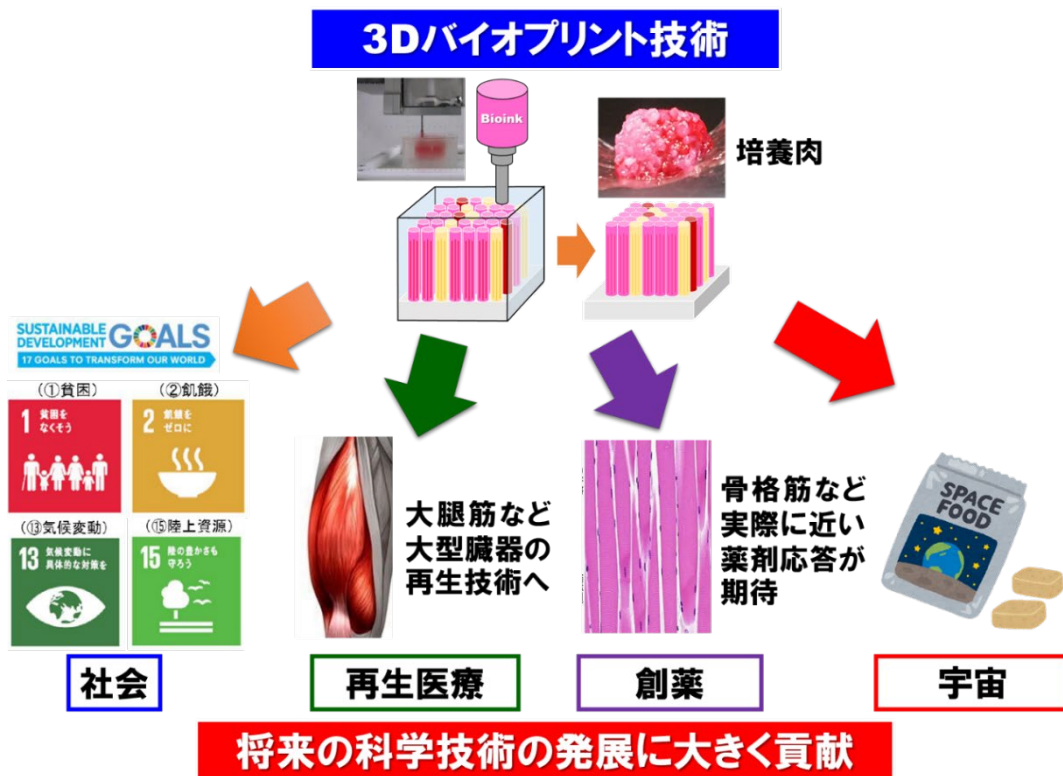 3Dバイオプリント技術
Bioink
培養肉
SUSTAINABLE
DEVELOPMENT GOALS
17 GOALS TO TRANSFORM OUR WORLD
(①貧困)
(②飢餓)
1 貧困を
なくそう
2 飢餓を
ゼロに
(⑬気候変動)
(⑮陸上資源)
13 気候変動に
具体的な対策を
15 陸の豊かさも
守ろう
大腿筋など
大型臓器の
再生技術へ
骨格筋など
実際に近い
薬剤応答が
期待
SPACE
FOOD
社会
再生医療
創薬
宇宙
将来の科学技術の発展に大きく貢献